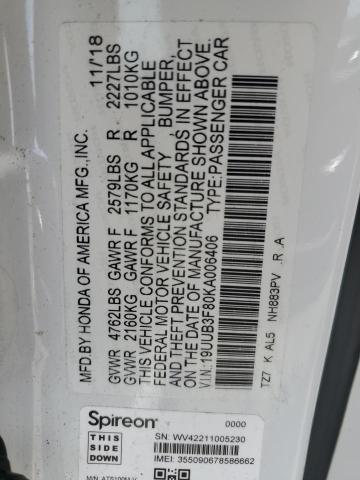 MFD BY HONDA OF AMERICA MFG.,INC. 11/18
GVWR 4762LBS GAWR F 2579LBS R 2227LBS
GVWR 2160KG GAWR F 1170KG R 1010KG
THIS VEHICLE CONFORMS TO ALL APPLICABLE
FEDERAL MOTOR VEHICLE SAFETY, BUMPER,
THEFT PREVENTION STANDARDS IN EFFECT
ON THE DATE OF MANUFACTURE SHOWN ABOVE.
VIN:19UUB3F80KA006406 TYPE:PASSENGER CAR
TZ7 K AL5 NH883PV .R .A
Spireon 0000
THIS
SIDE
DOWN
SN: WV42211005230
IMEI: 355090678586662